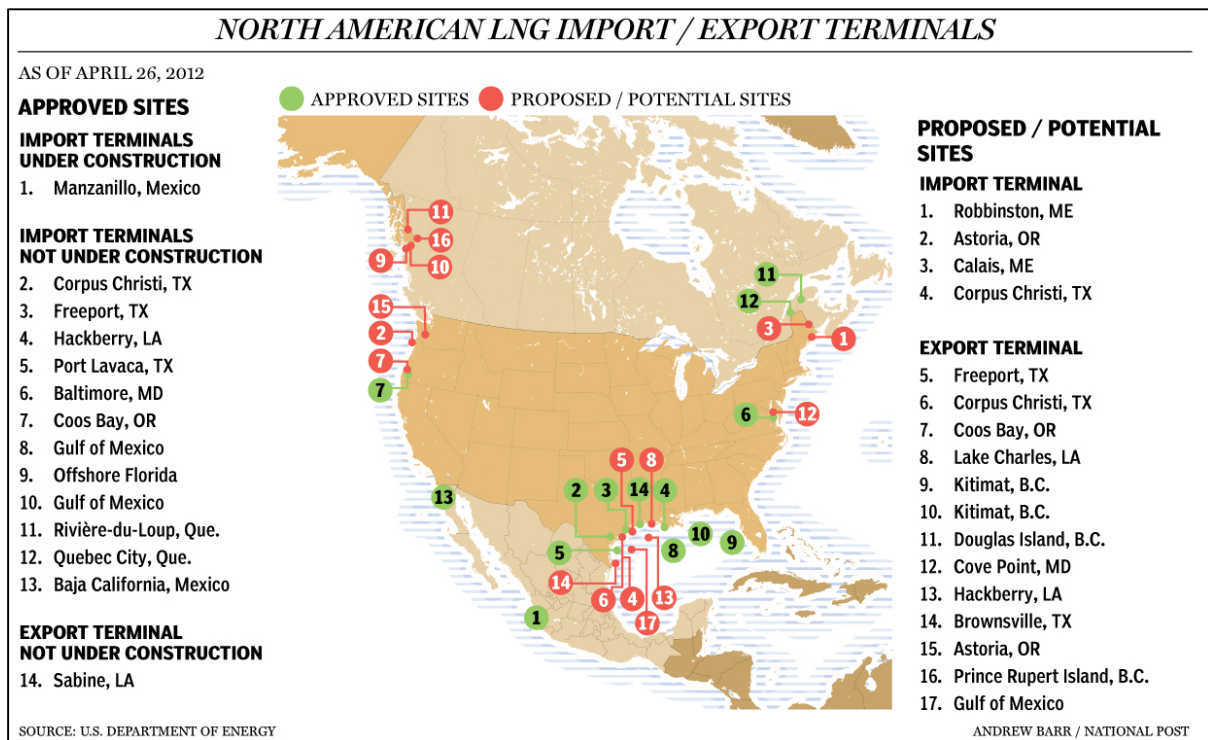 NORTH AMERICAN LNG IMPORT / EXPORT TERMINALS
AS OF APRIL 26, 2012
APPROVED SITES
IMPORT TERMINALS
UNDER CONSTRUCTION
1. Manzanillo, Mexico
IMPORT TERMINALS
NOT UNDER CONSTRUCTION
2. Corpus Christi, TX
3. Freeport, TX
4. Hackberry, LA
5. Port Lavaca, TX
6. Baltimore, MD
7. Coos Bay, OR
8. Gulf of Mexico
9. Offshore Florida
10. Gulf of Mexico
11. Rivière-du-Loup, Que.
12. Quebec City, Que.
13. Baja California, Mexico
EXPORT TERMINAL
NOT UNDER CONSTRUCTION
14. Sabine, LA
APPROVED SITES PROPOSED / POTENTIAL SITES
11
16
9
10
15
2
7
7
11
12
3
1
6
12
5
8
13
2
3
14
4
10
9
5
8
14
6
4
13
17
1
PROPOSED / POTENTIAL
SITES
IMPORT TERMINAL
1. Robbinston, ME
2. Astoria, OR
3. Calais, ME
4. Corpus Christi, TX
EXPORT TERMINAL
5. Freeport, TX
6. Corpus Christi, TX
7. Coos Bay, OR
8. Lake Charles, LA
9. Kitimat, B.C.
10. Kitimat, B.C.
11. Douglas Island, B.C.
12. Cove Point, MD
13. Hackberry, LA
14. Brownsville, TX
15. Astoria, OR
16. Prince Rupert Island, B.C.
17. Gulf of Mexico
SOURCE: U.S. DEPARTMENT OF ENERGY
ANDREW BARR / NATIONAL POST